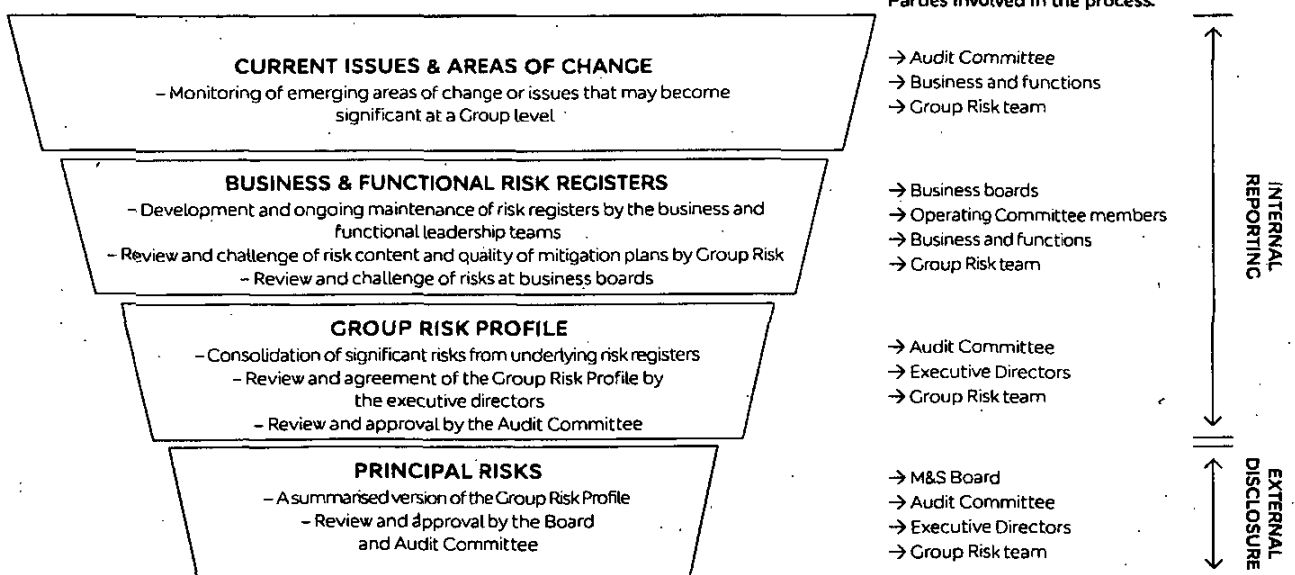 Parties involved in the process:
CURRENT ISSUES & AREAS OF CHANGE
– Monitoring of emerging areas of change or issues that may become
significant at a Group level
→ Audit Committee
→ Business and functions
→ Group Risk team
BUSINESS & FUNCTIONAL RISK REGISTERS
– Development and ongoing maintenance of risk registers by the business and
functional leadership teams
– Review and challenge of risk content and quality of mitigation plans by Group Risk
– Review and challenge of risks at business boards
→ Business boards
→ Operating Committee members
→ Business and functions
→ Group Risk team
INTERNAL
REPORTING
GROUP RISK PROFILE
– Consolidation of significant risks from underlying risk registers
– Review and agreement of the Group Risk Profile by
the executive directors
– Review and approval by the Audit Committee
→ Audit Committee
→ Executive Directors
→ Group Risk team
PRINCIPAL RISKS
– A summarised version of the Group Risk Profile
– Review and approval by the Board
and Audit Committee
→ M&S Board
→ Audit Committee
→ Executive Directors
→ Group Risk team
EXTERNAL
DISCLOSURE